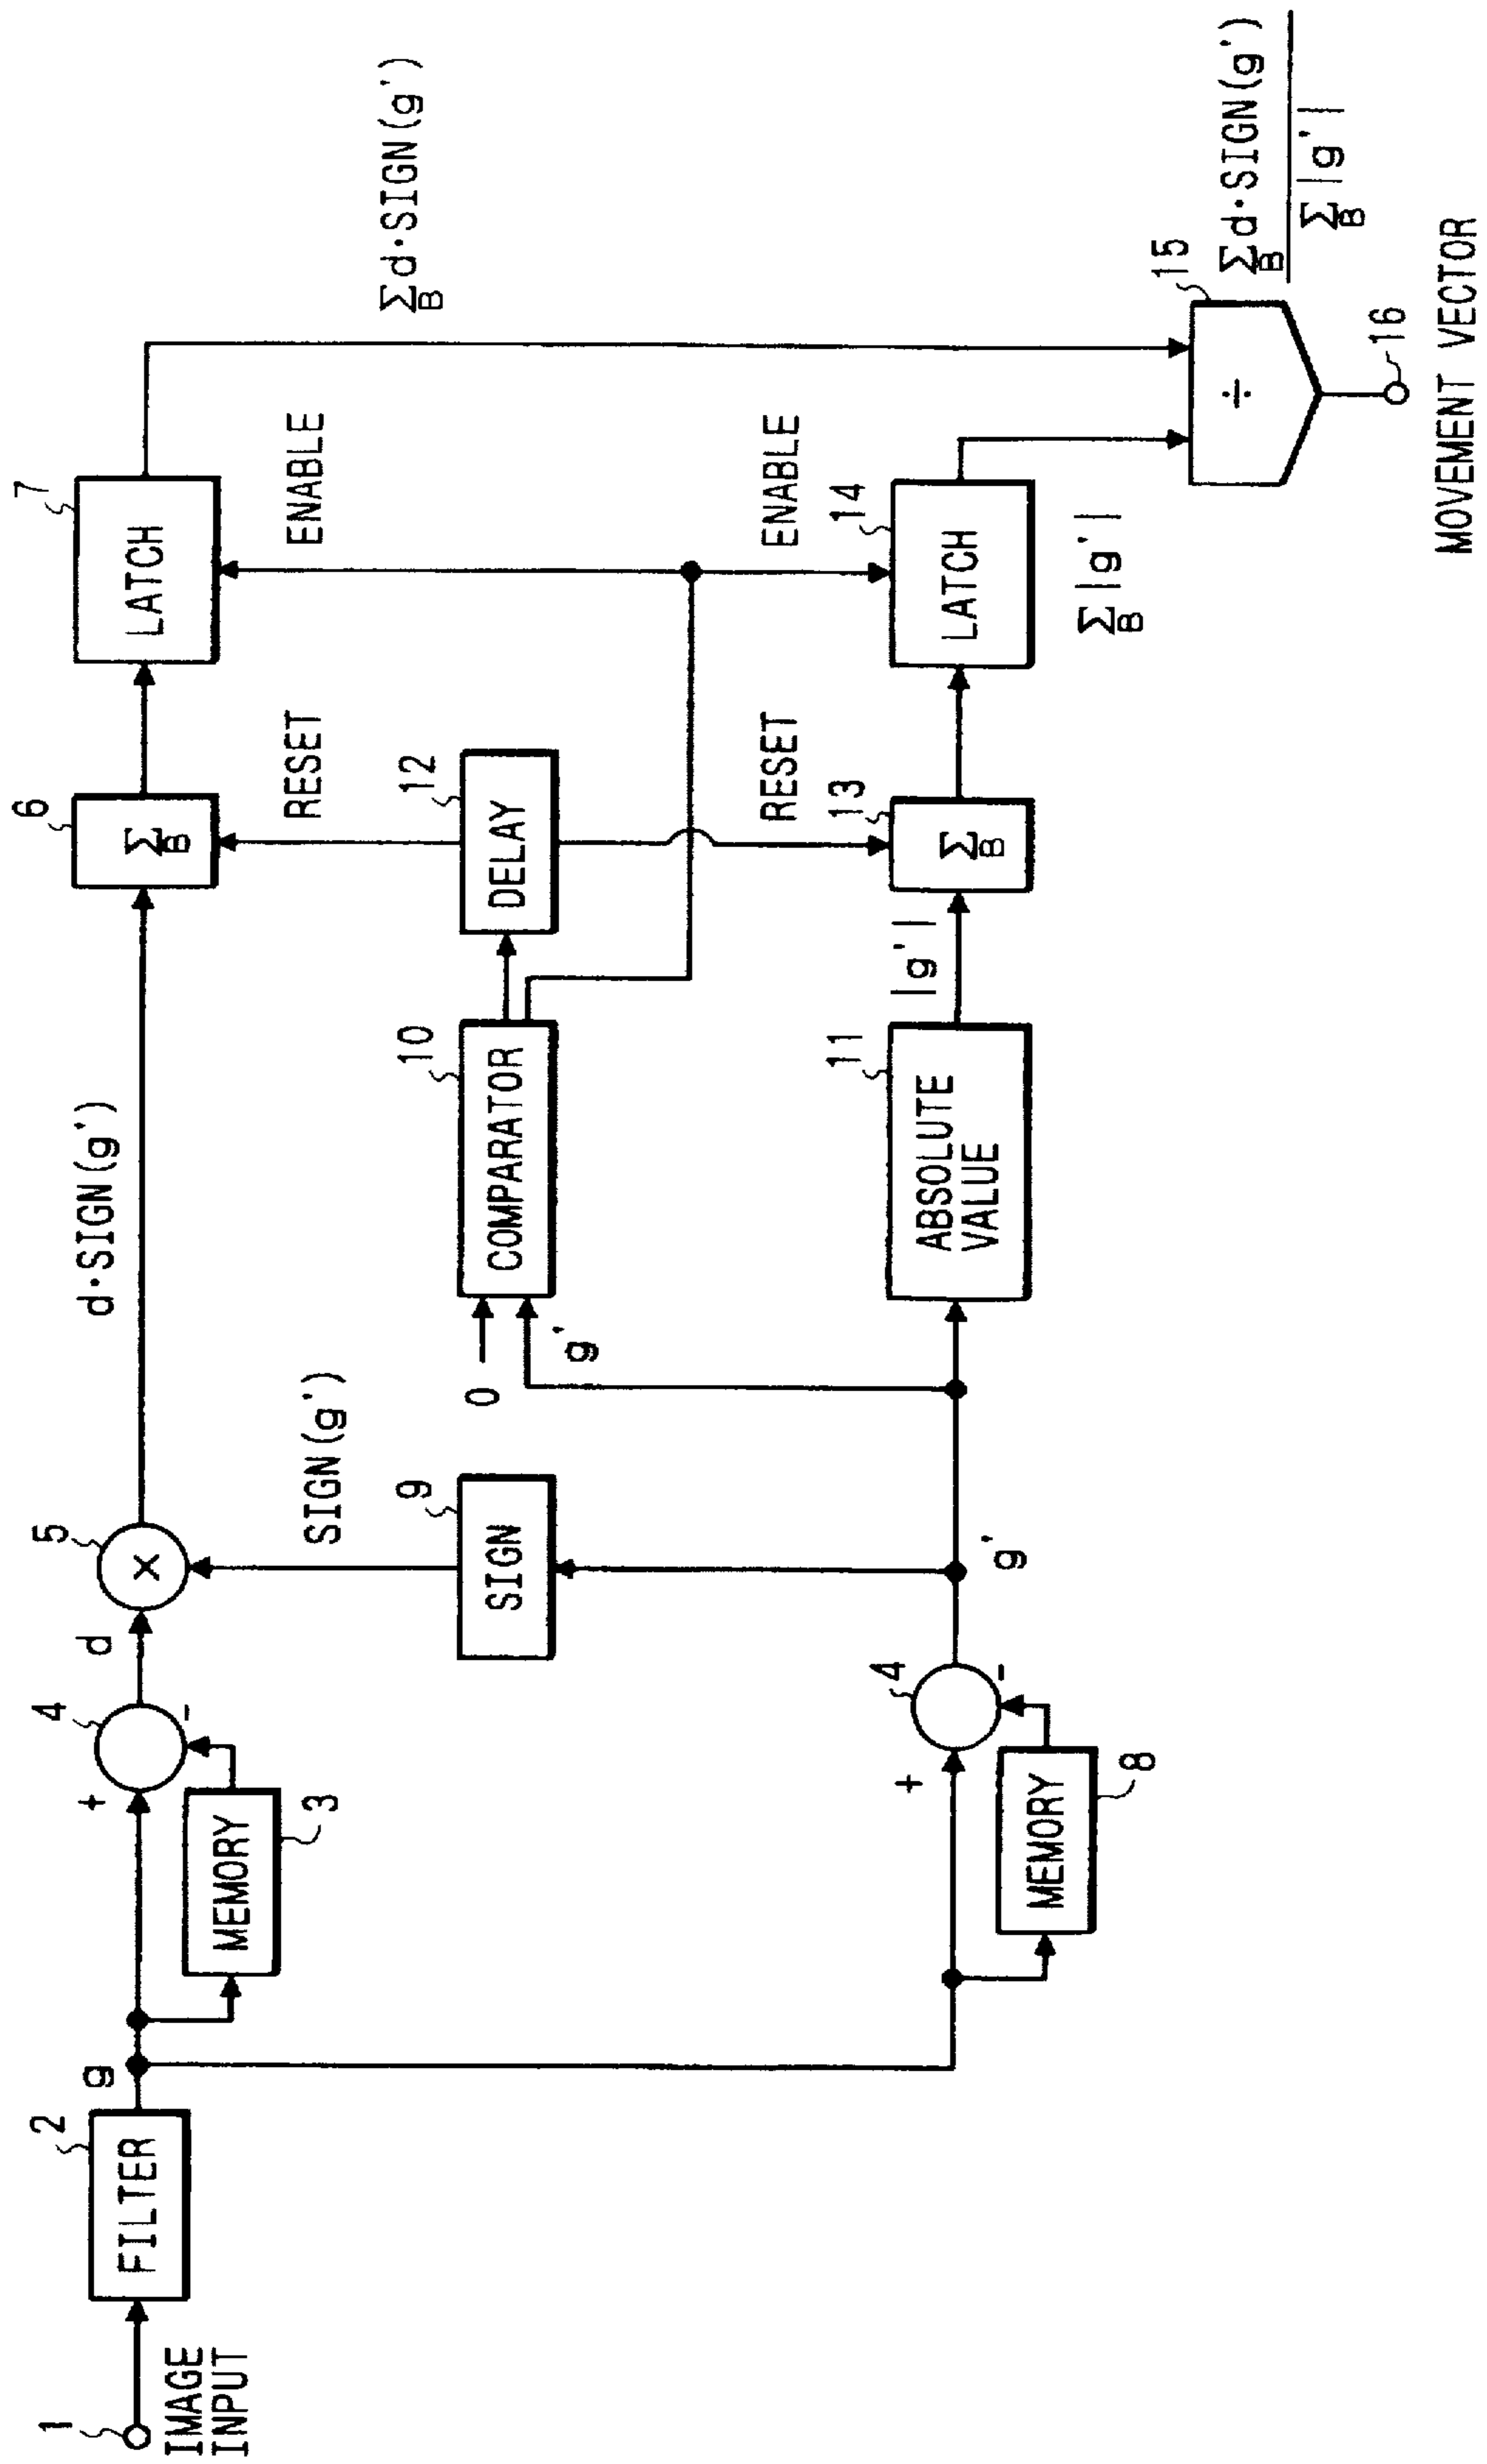 1
IMAGE
INPUT
2
FILTER
g
MEMORY
3
+
-
4
d
5
×
d·SIGN(g')
6
Σ
B
7
LATCH
Σ d·SIGN(g')
B
SIGN(g')
9
SIGN
0
g'
10
COMPARATOR
12
DELAY
RESET
ENABLE
MEMORY
8
+
-
4
g'
11
ABSOLUTE
VALUE
|g'|
13
Σ
B
RESET
14
LATCH
ENABLE
Σ |g'|
B
15
÷
Σ d·SIGN(g')
B
Σ |g'|
B
16
MOVEMENT VECTOR